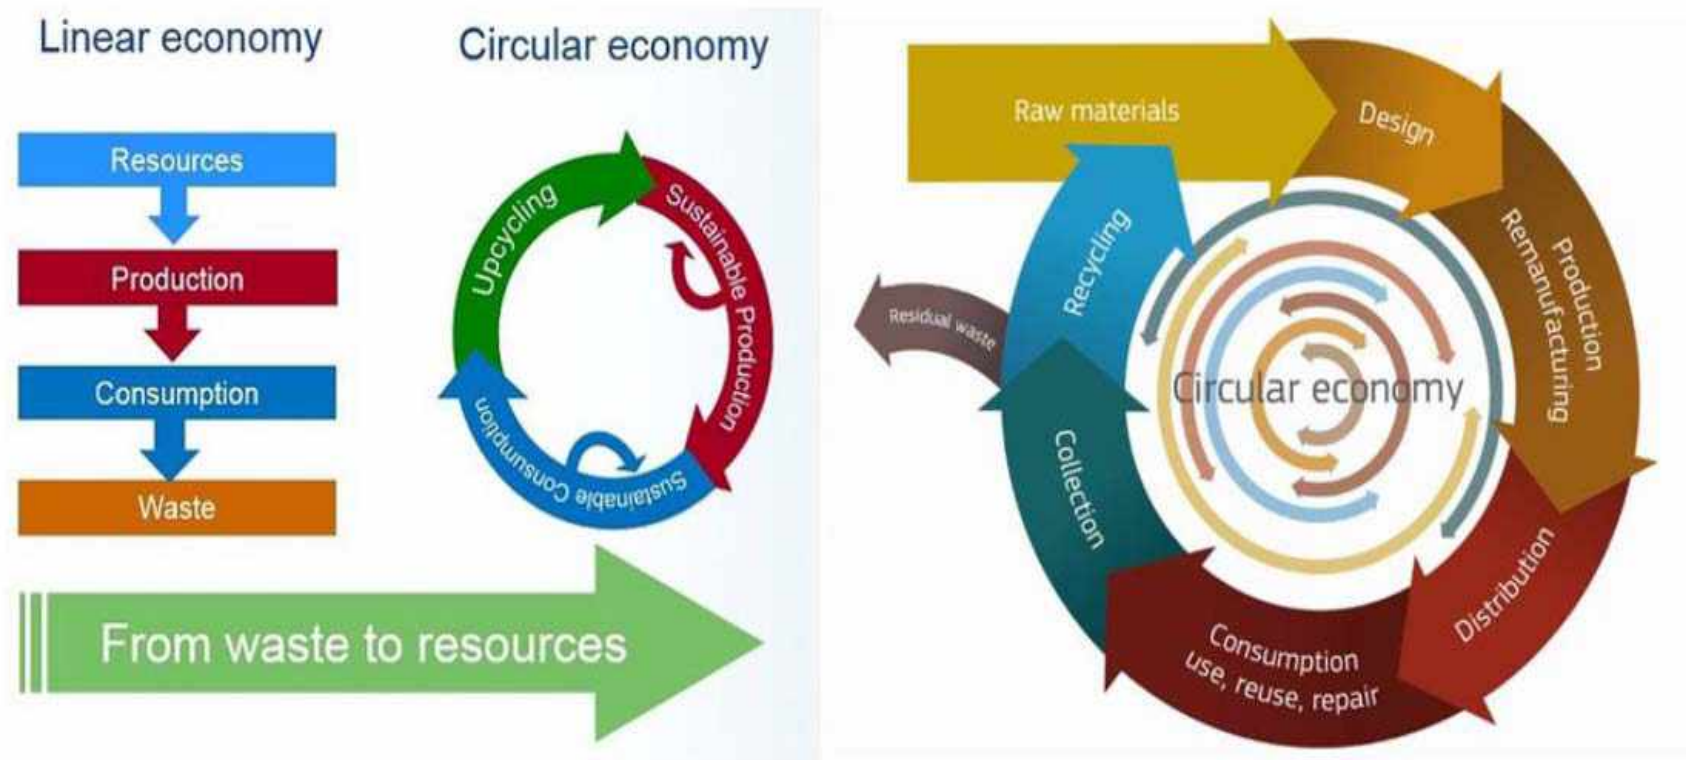 Linear economy
Resources
Production
Consumption
Waste
Circular economy
Upcycling
Sustainable Production
Sustainable Consumption
From waste to resources
Raw materials
Design
Production
Remanufacturing
Distribution
Consumption
use, reuse, repair
Collection
Recycling
Residual waste
Circular economy